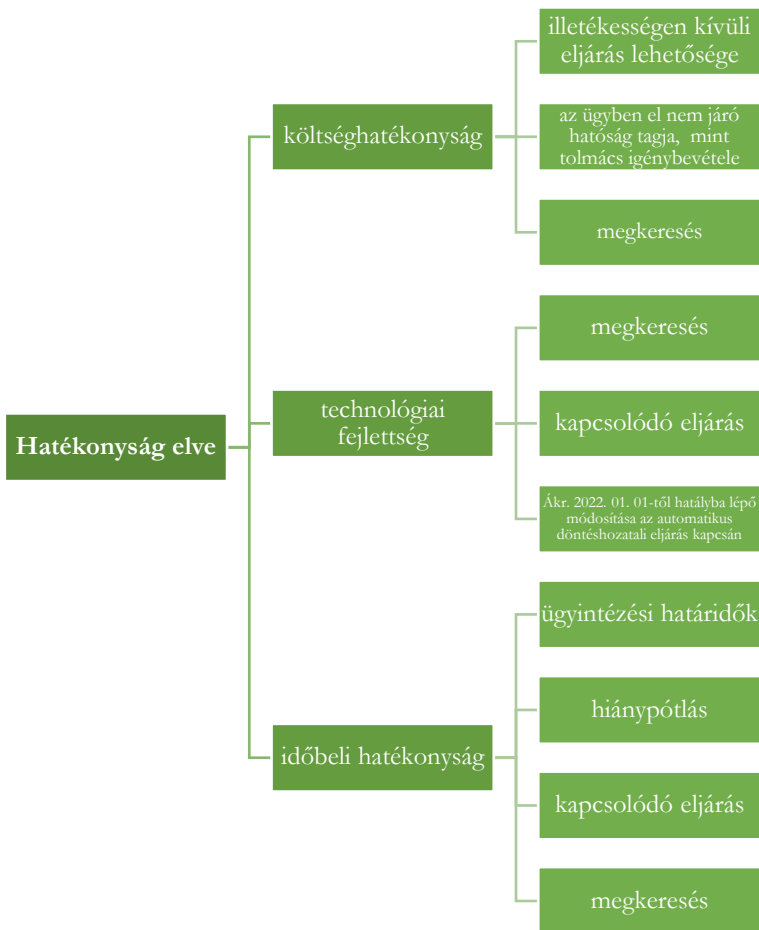 Hatékonyság elve
költséghatékonyság
illetékességen kívüli
eljárás lehetősége
az ügyben el nem járó
hatóság tagja, mint
tolmács igénybevétele
megkeresés
technológiai
fejlettség
megkeresés
kapcsolódó eljárás
Ákr. 2022. 01. 01-től hatályba lépő
módosítása az automatikus
döntéshozatali eljárás kapcsán
időbeli hatékonyság
ügyintézési határidők
hiánypótlás
kapcsolódó eljárás
megkeresés